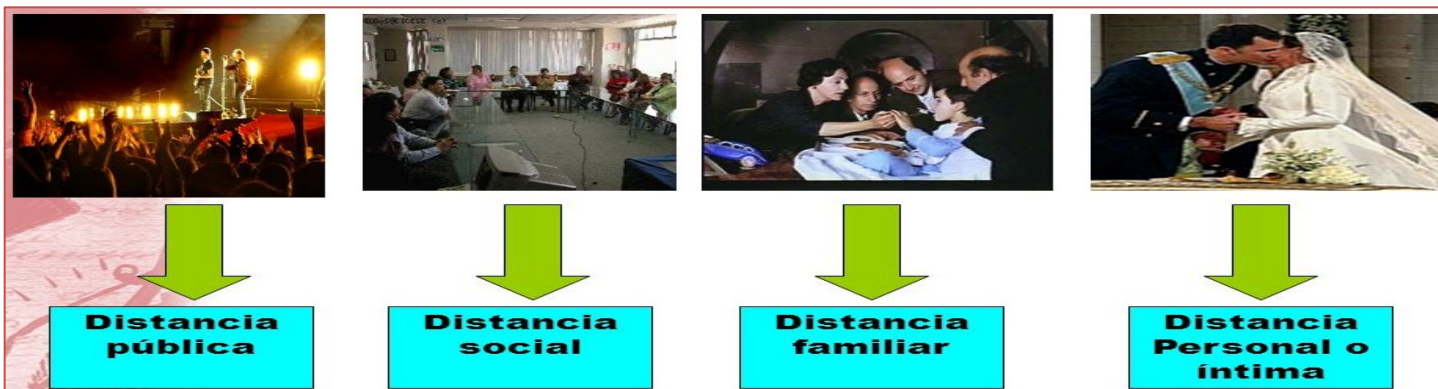 Distancia
pública
Distancia
social
Distancia
familiar
Distancia
Personal o
íntima